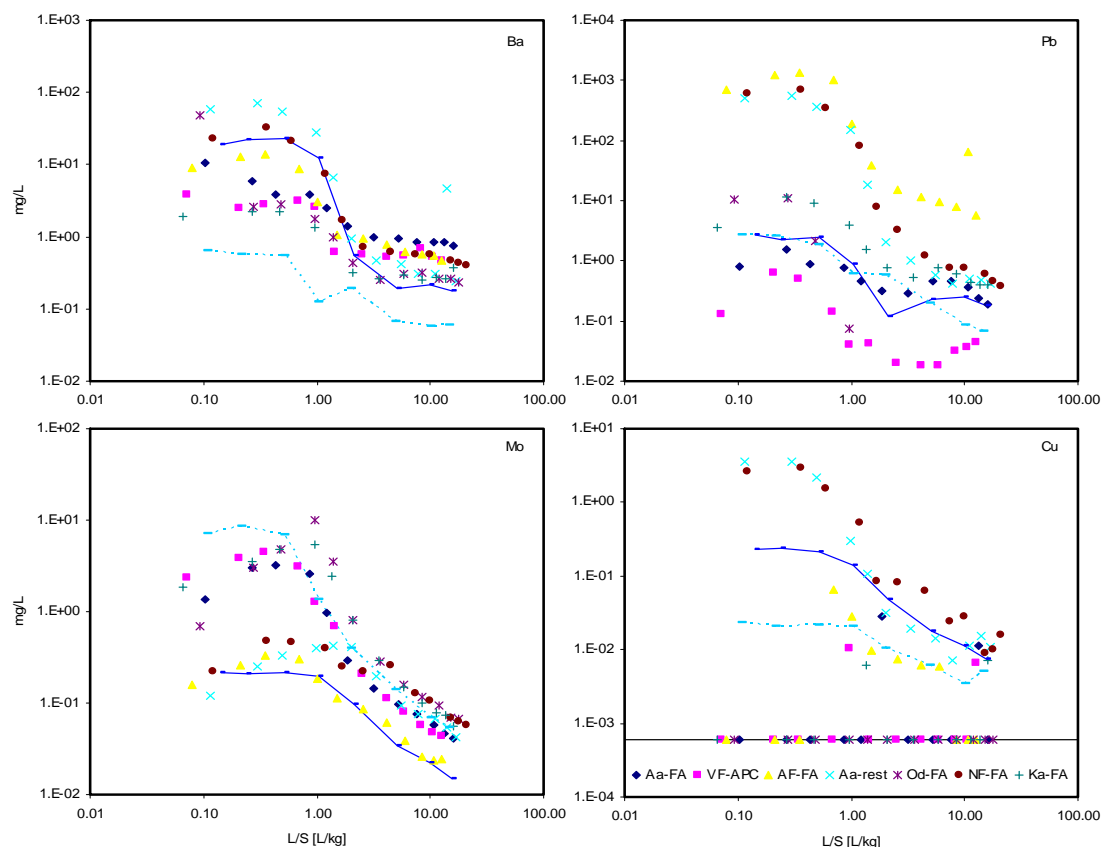 1.E+03
Ba
1.E+02
1.E+01
1.E+00
1.E-01
1.E-02
mg/L
0.01 0.10 1.00 10.00 100.00
1.E+04
Pb
1.E+03
1.E+02
1.E+01
1.E+00
1.E-01
1.E-02
0.01 0.10 1.00 10.00 100.00
1.E+02
Mo
1.E+01
1.E+00
1.E-01
1.E-02
mg/L
0.01 0.10 1.00 10.00 100.00
L/S [L/kg]
1.E+01
Cu
1.E+00
1.E-01
1.E-02
1.E-03
1.E-04
Aa-FA VF-APC AF-FA Aa-rest Od-FA NF-FA Ka-FA
0.01 0.10 1.00 10.00 100.00
L/S [L/kg]